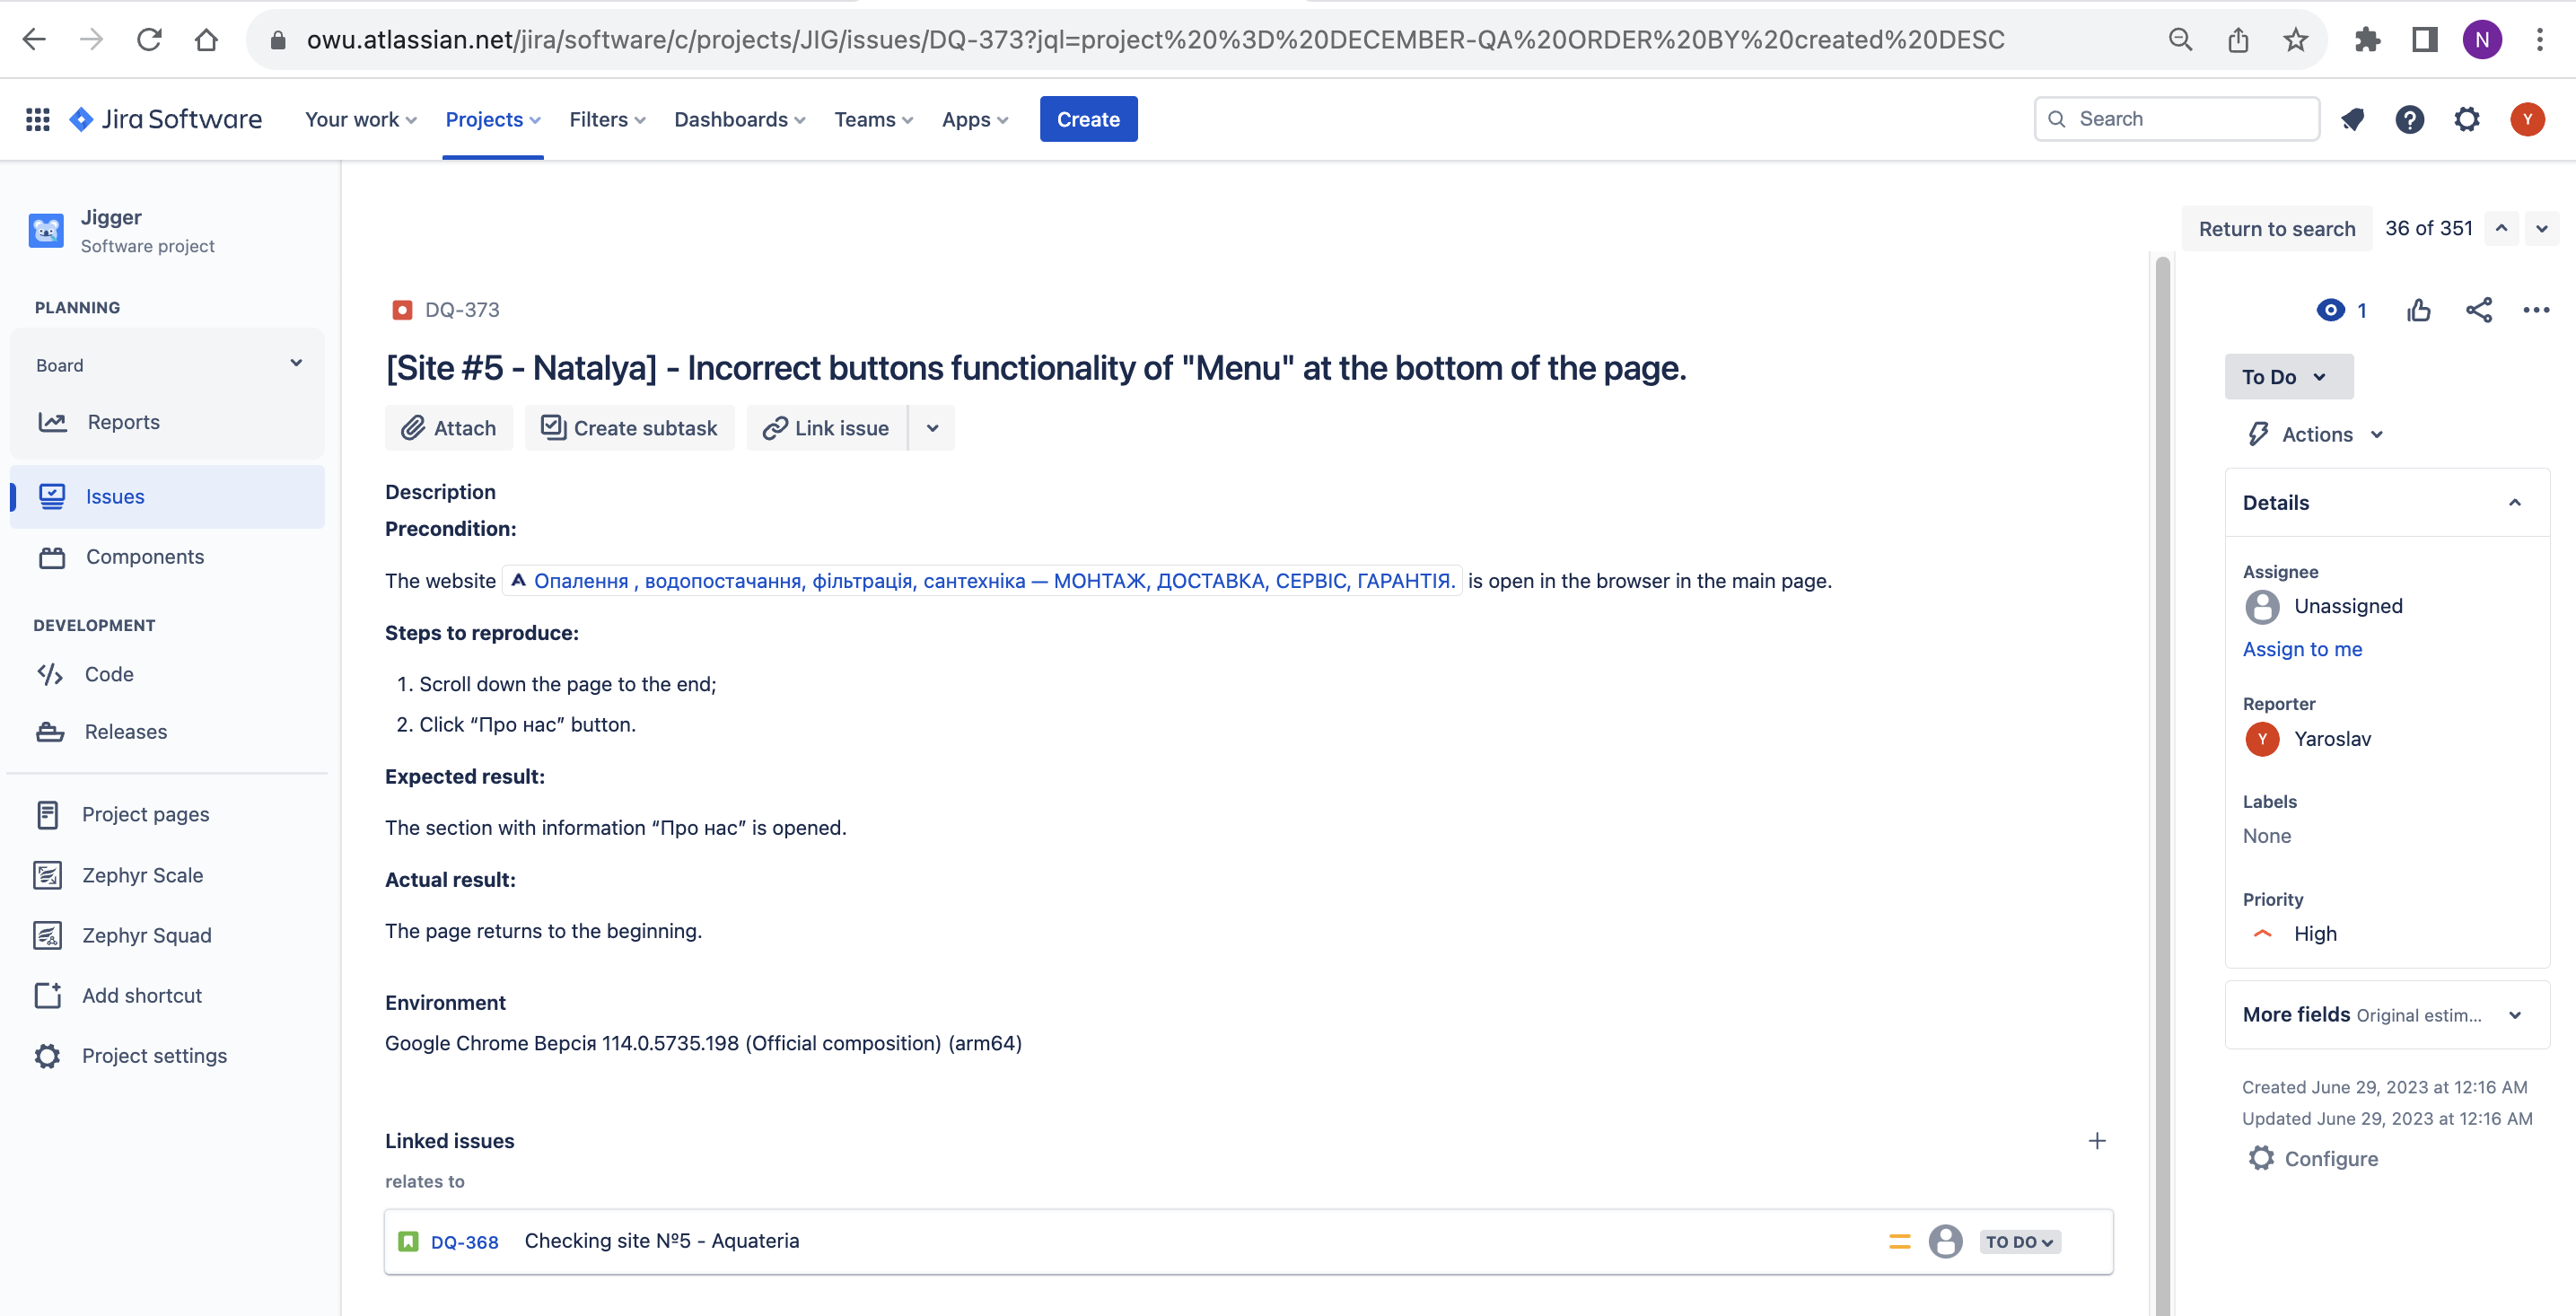 owu.atlassian.net/jira/software/c/projects/JIG/issues/DQ-373?jql=project%20%3D%20DECEMBER-QA%20ORDER%20BY%20created%20DESC
N
Jira Software
Your work
Projects
Filters
Dashboards
Teams
Apps
Create
Search
Y
Jigger
Software project
PLANNING
Board
Reports
Issues
Components
DEVELOPMENT
Code
Releases
Project pages
Zephyr Scale
Zephyr Squad
Add shortcut
Project settings
Return to search
36 of 351
DQ-373
[Site #5 - Natalya] - Incorrect buttons functionality of "Menu" at the bottom of the page.
Attach
Create subtask
Link issue
Description
Precondition:
The website Опалення , водопостачання, фільтрація, сантехніка — МОНТАЖ, ДОСТАВКА, СЕРВІС, ГАРАНТІЯ. is open in the browser in the main page.
Steps to reproduce:
1. Scroll down the page to the end;
2. Click “Про нас” button.
Expected result:
The section with information “Про нас” is opened.
Actual result:
The page returns to the beginning.
Environment
Google Chrome Версія 114.0.5735.198 (Official composition) (arm64)
Linked issues
relates to
DQ-368 Checking site №5 - Aquateria
TO DO
1
To Do
Actions
Details
Assignee
Unassigned
Assign to me
Reporter
Y Yaroslav
Labels
None
Priority
High
More fields Original estim...
Created June 29, 2023 at 12:16 AM
Updated June 29, 2023 at 12:16 AM
Configure